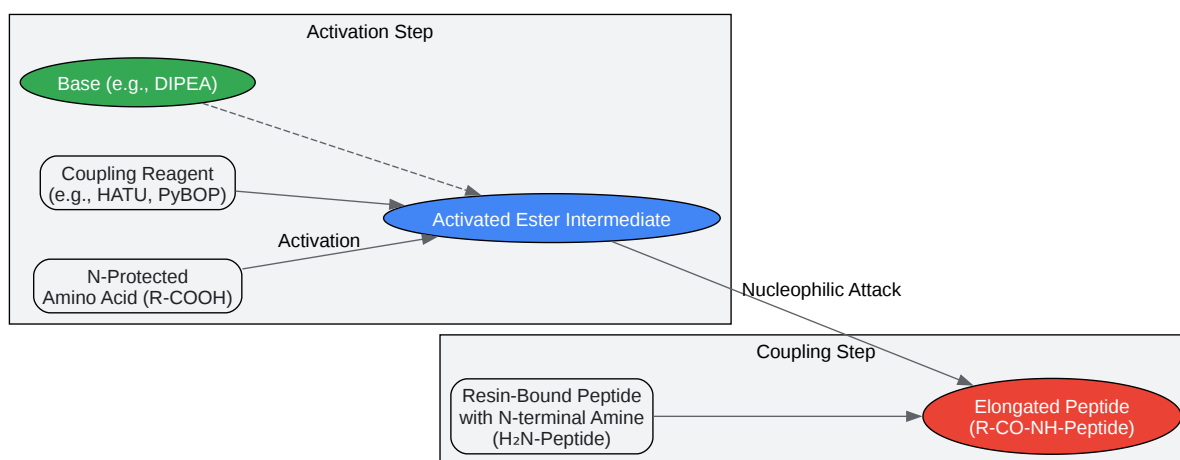 Activation Step
Base (e.g., DIPEA)
Coupling Reagent
(e.g., HATU, PyBOP)
Activated Ester Intermediate
Activation
N-Protected
Amino Acid (R-COOH)
Nucleophilic Attack
Coupling Step
Resin-Bound Peptide
with N-terminal Amine
(H₂N-Peptide)
Elongated Peptide
(R-CO-NH-Peptide)